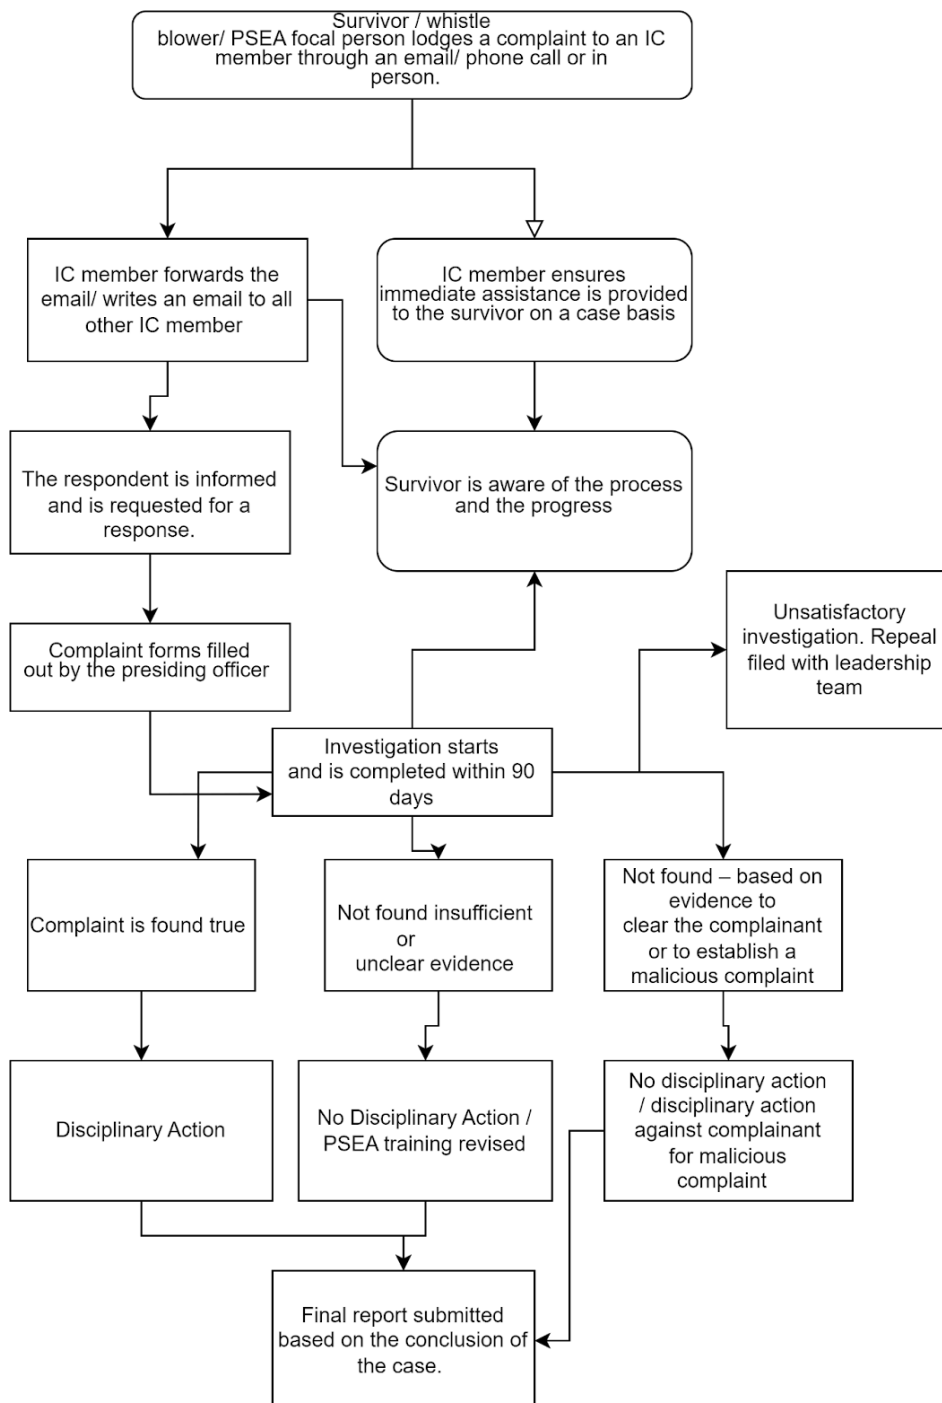 Survivor / whistle
blower/ PSEA focal person lodges a complaint to an IC
member through an email/ phone call or in
person.
IC member forwards the
email/ writes an email to all
other IC member
IC member ensures
immediate assistance is provided
to the survivor on a case basis
The respondent is informed
and is requested for a
response.
Survivor is aware of the process
and the progress
Complaint forms filled
out by the presiding officer
Unsatisfactory
investigation. Repeal
filed with leadership
team
Investigation starts
and is completed within 90
days
Complaint is found true
Not found insufficient
or
unclear evidence
Not found – based on
evidence to
clear the complainant
or to establish a
malicious complaint
Disciplinary Action
No Disciplinary Action /
PSEA training revised
No disciplinary action
/ disciplinary action
against complainant
for malicious
complaint
Final report submitted
based on the conclusion of
the case.